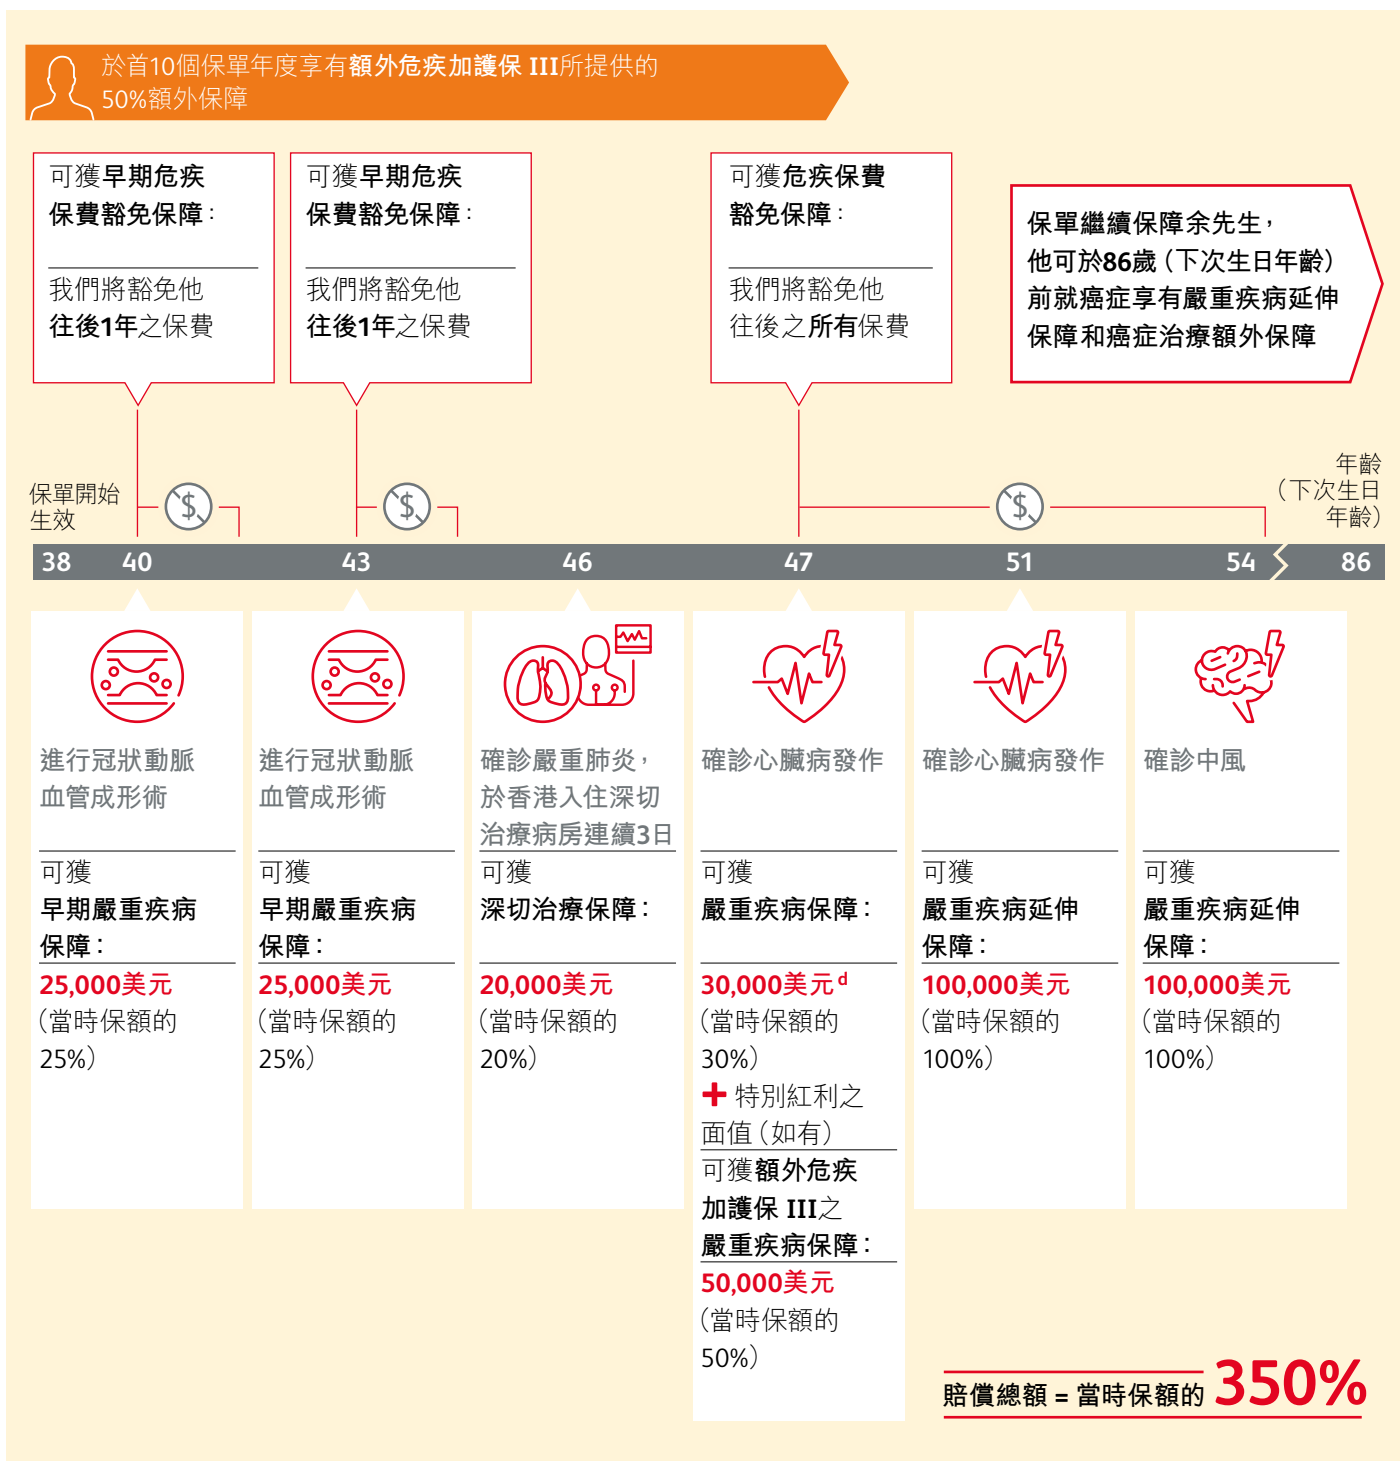 於首10個保單年度享有額外危疾加護保 III所提供的
50%額外保障
可獲早期危疾
保費豁免保障：
我們將豁免他
往後1年之保費
可獲早期危疾
保費豁免保障：
我們將豁免他
往後1年之保費
可獲危疾保費
豁免保障：
我們將豁免他
往後之所有保費
保單繼續保障余先生，
他可於86歲（下次生日年齡）
前就癌症享有嚴重疾病延伸
保障和癌症治療額外保障
保單開始
生效
年齡
（下次生日
年齡）
$
$
$
38 40 43 46 47 51 54 86
進行冠狀動脈
血管成形術
可獲
早期嚴重疾病
保障：
25,000美元
（當時保額的
25%）
進行冠狀動脈
血管成形術
可獲
早期嚴重疾病
保障：
25,000美元
（當時保額的
25%）
確診嚴重肺炎，
於香港入住深切
治療病房連續3日
可獲
深切治療保障：
20,000美元
（當時保額的
20%）
確診心臟病發作
可獲
嚴重疾病保障：
30,000美元 d
（當時保額的
30%）
+ 特別紅利之
面值（如有）
可獲額外危疾
加護保 III之
嚴重疾病保障：
50,000美元
（當時保額的
50%）
確診心臟病發作
可獲
嚴重疾病延伸
保障：
100,000美元
（當時保額的
100%）
確診中風
可獲
嚴重疾病延伸
保障：
100,000美元
（當時保額的
100%）
賠償總額 = 當時保額的 350%